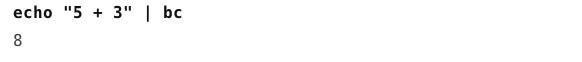 echo "5 + 3" | bc
8